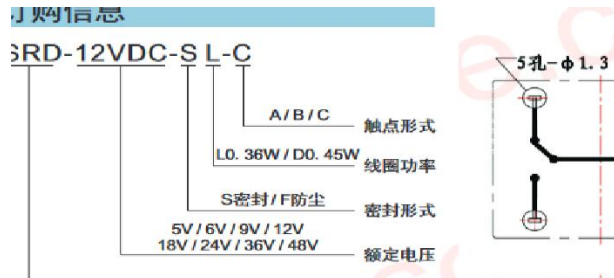 订购信息
SRD-12VDC-S L-C
5孔-φ1.3
A/B/C
触点形式
L0. 36W/D0. 45W
线圈功率
S密封/F防尘
密封形式
5V/6V/9V/12V
18V/24V/36V/48V
额定电压